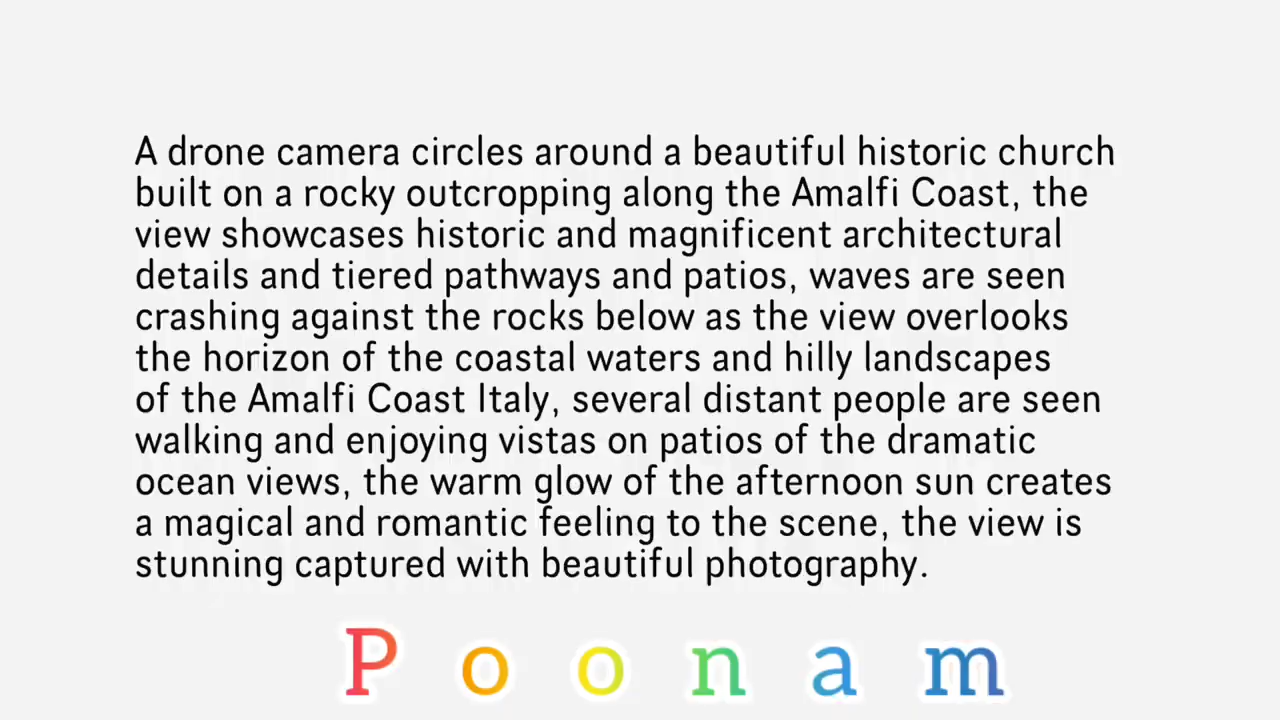 A drone camera circles around a beautiful historic church
built on a rocky outcropping along the Amalfi Coast, the
view showcases historic and magnificent architectural
details and tiered pathways and patios, waves are seen
crashing against the rocks below as the view overlooks
the horizon of the coastal waters and hilly landscapes
of the Amalfi Coast Italy, several distant people are seen
walking and enjoying vistas on patios of the dramatic
ocean views, the warm glow of the afternoon sun creates
a magical and romantic feeling to the scene, the view is
stunning captured with beautiful photography.
Poonam